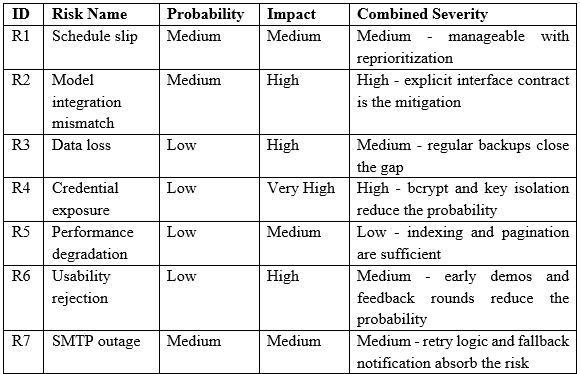 ID Risk Name Probability Impact Combined Severity
R1 Schedule slip Medium Medium Medium - manageable with
reprioritization
R2 Model Medium High High - explicit interface contract
integration is the mitigation
mismatch
R3 Data loss Low High Medium - regular backups close
the gap
R4 Credential Low Very High High - bcrypt and key isolation
exposure reduce the probability
R5 Performance Low Medium Low - indexing and pagination
degradation are sufficient
R6 Usability Low High Medium - early demos and
rejection feedback rounds reduce the
probability
R7 SMTP outage Medium Medium Medium - retry logic and fallback
notification absorb the risk